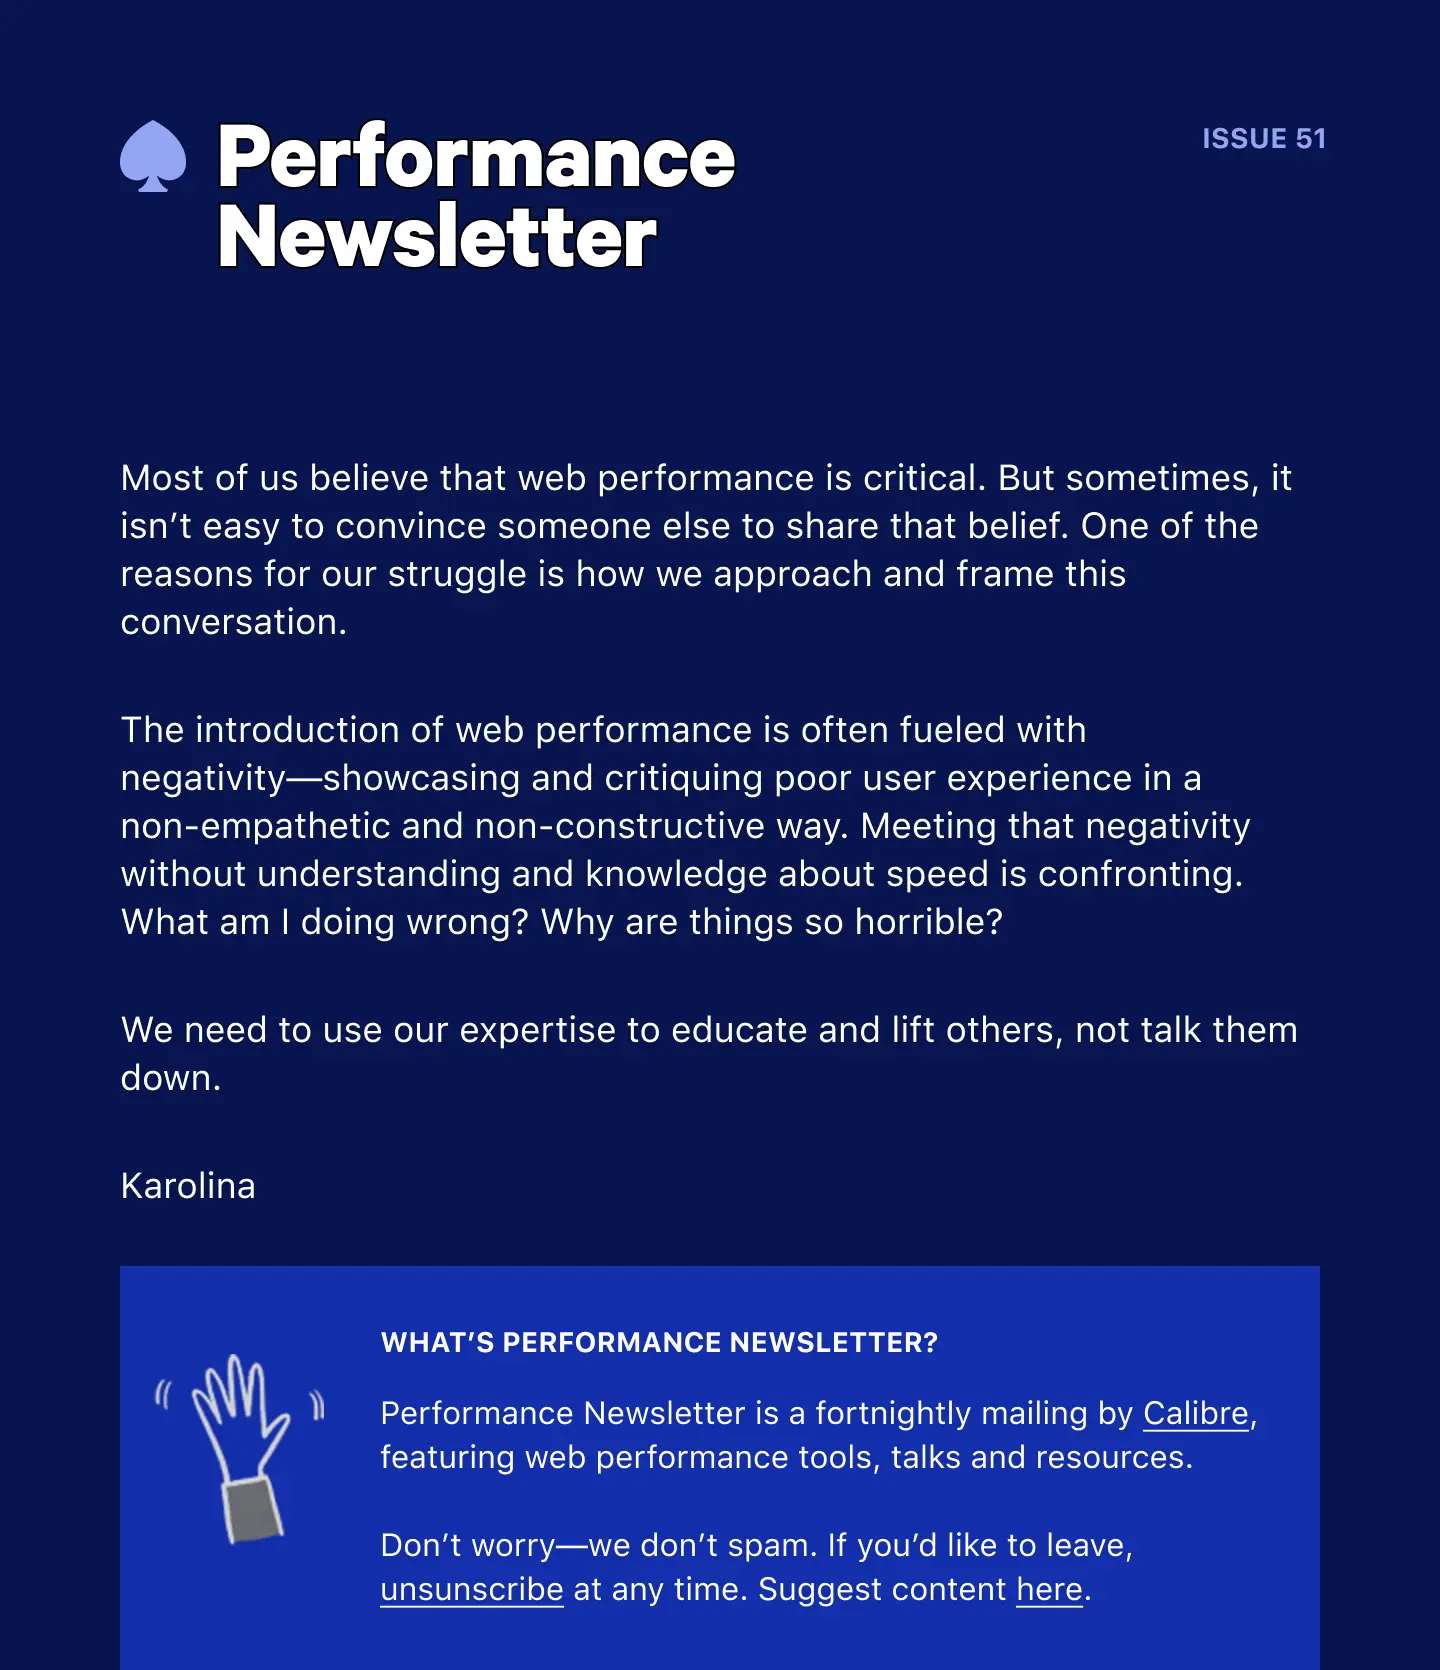 Performance
Newsletter
ISSUE 51
Most of us believe that web performance is critical. But sometimes, it
isn’t easy to convince someone else to share that belief. One of the
reasons for our struggle is how we approach and frame this
conversation.
The introduction of web performance is often fueled with
negativity—showcasing and critiquing poor user experience in a
non-empathetic and non-constructive way. Meeting that negativity
without understanding and knowledge about speed is confronting.
What am I doing wrong? Why are things so horrible?
We need to use our expertise to educate and lift others, not talk them
down.
Karolina
WHAT’S PERFORMANCE NEWSLETTER?
Performance Newsletter is a fortnightly mailing by Calibre,
featuring web performance tools, talks and resources.
Don’t worry—we don’t spam. If you’d like to leave,
unsunscribe at any time. Suggest content here.